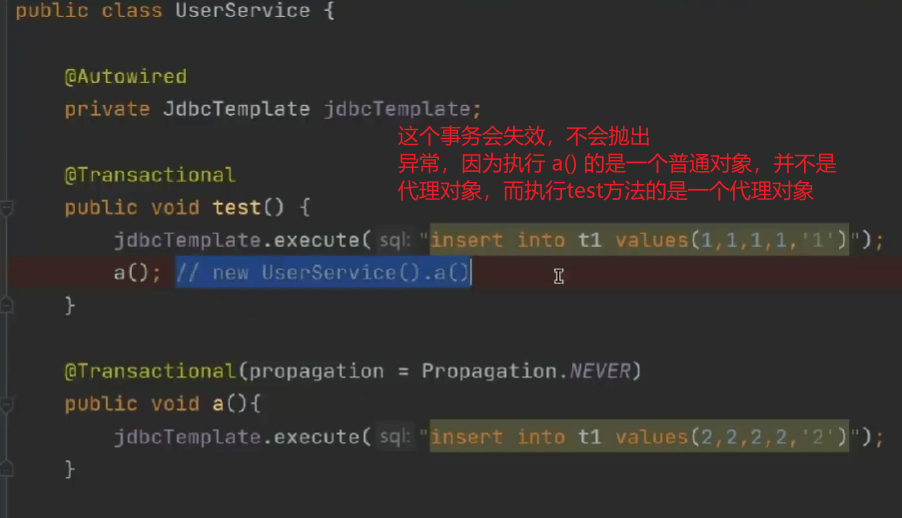 public class UserService {
@Autowired
private JdbcTemplate jdbcTemplate;
这个事务会失效，不会抛出
异常，因为执行 a() 的是一个普通对象，并不是
代理对象，而执行test方法的是一个代理对象
@Transactional
public void test() {
jdbcTemplate.execute( sql: "insert into t1 values(1,1,1,1,'1')");
a(); // new UserService().a()
}
@Transactional(propagation = Propagation.NEVER)
public void a(){
jdbcTemplate.execute( sql: "insert into t1 values(2,2,2,2,'2')");
}